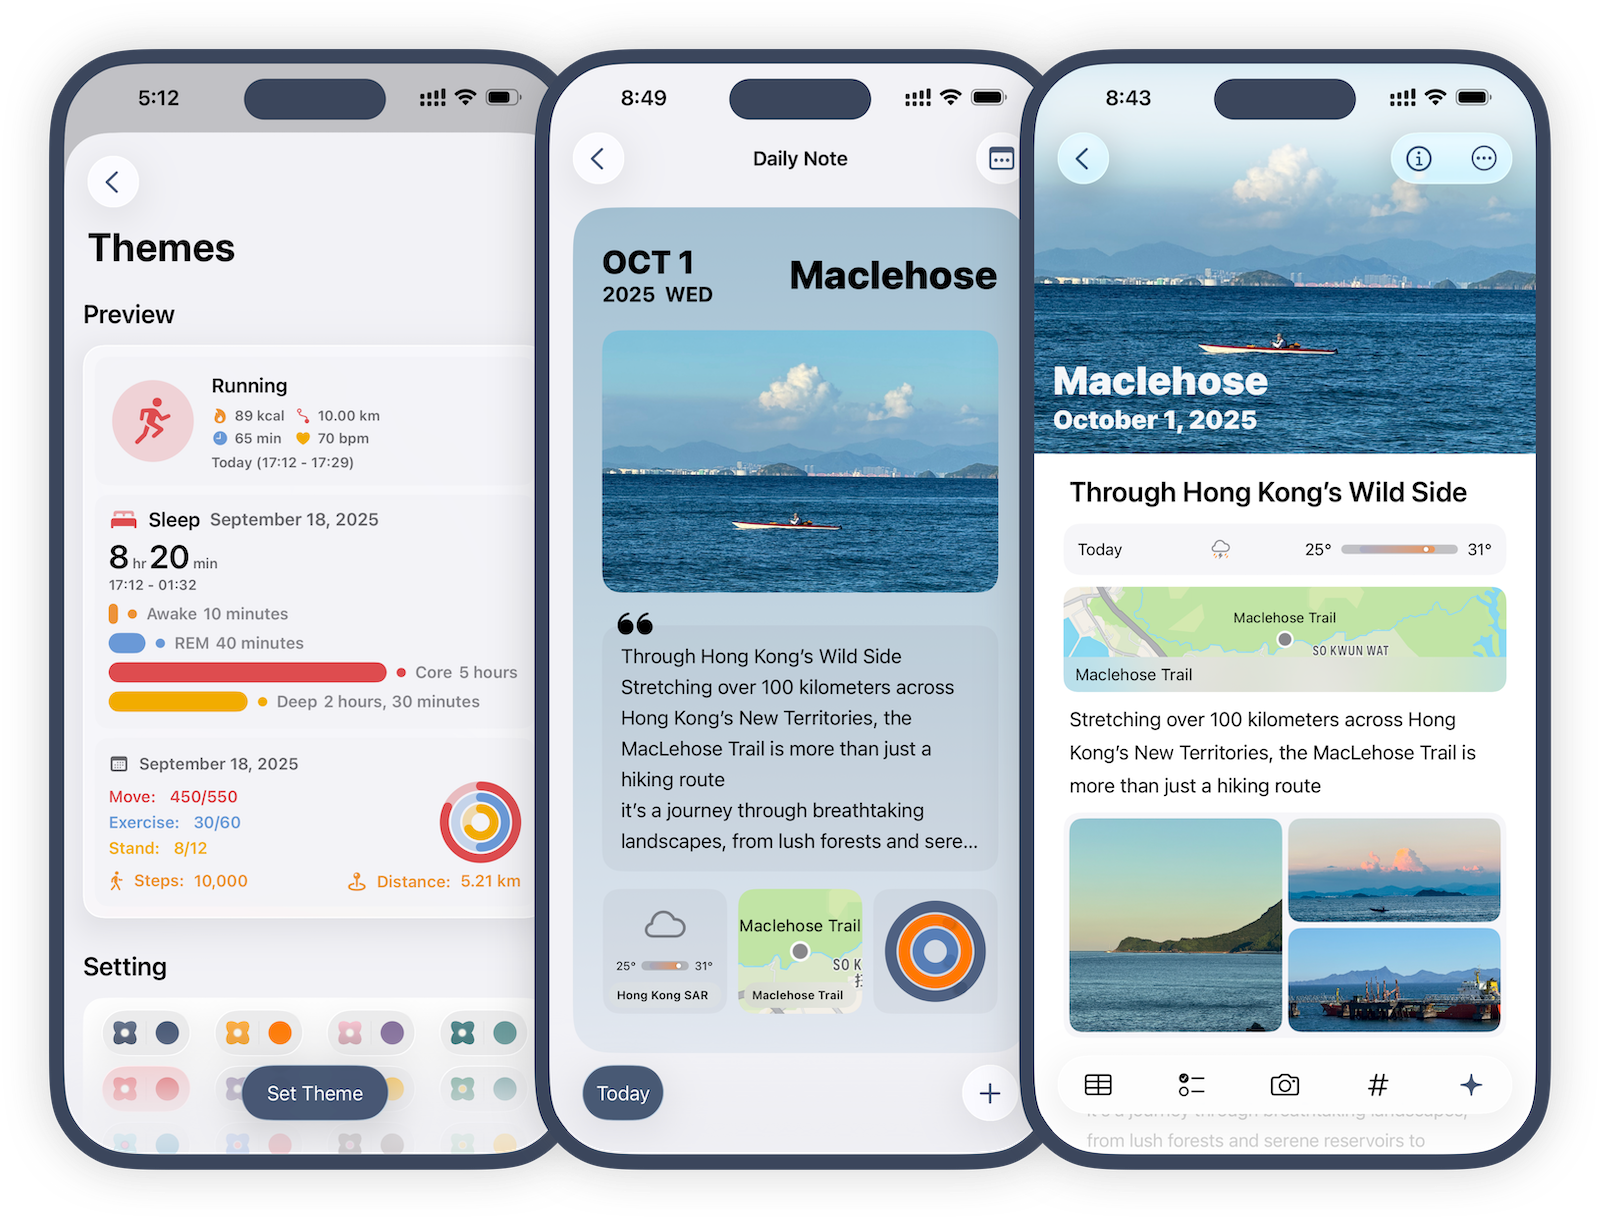 5:12
Themes
Preview
Running
89 kcal 10.00 km
65 min 70 bpm
Today (17:12 - 17:29)
Sleep September 18, 2025
8 hr 20 min
17:12 - 01:32
Awake 10 minutes
REM 40 minutes
Core 5 hours
Deep 2 hours, 30 minutes
September 18, 2025
Move: 450/550
Exercise: 30/60
Stand: 8/12
Steps: 10,000 Distance: 5.21 km
Setting
Set Theme
8:49
Daily Note
OCT 1
2025 WED
Maclehose
Through Hong Kong’s Wild Side
Stretching over 100 kilometers across
Hong Kong’s New Territories, the
MacLehose Trail is more than just a
hiking route
it’s a journey through breathtaking
landscapes, from lush forests and sere...
25° 31°
Hong Kong SAR
Maclehose Trail
SO K
Maclehose Trail
Today
8:43
Maclehose
October 1, 2025
Through Hong Kong’s Wild Side
Today 25° 31°
Maclehose Trail
SO KWUN WAT
Maclehose Trail
Stretching over 100 kilometers across Hong
Kong’s New Territories, the MacLehose Trail is
more than just a hiking route
it’s a journey through breathtaking landscapes,
from lush forests and serene reservoirs to